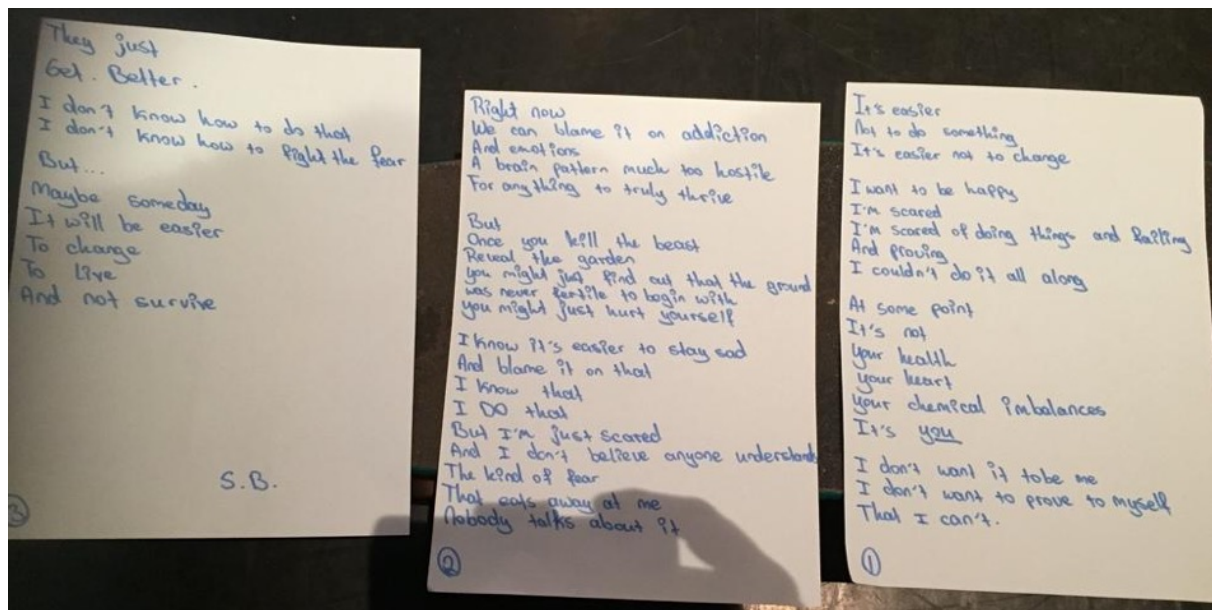 It's easier
Not to do something
It's easier not to change
I want to be happy
I'm scared
I'm scared of doing things and failing
And proving
I couldn't do it all along
At some point
It's not
Your health
your heart
your chemical imbalances
It's you
I don't want it to be me
I don't want to prove to myself
That I can't.
1
Right now
We can blame it on addiction
And emotions
A brain pattern much too hostile
For anything to truly thrive
But
Once you kill the beast
Reveal the garden
you might just find out that the ground
was never fertile to begin with
you might just hurt yourself
I know it's easier to stay sad
And blame it on that
I know that
I DO that
But I'm just scared
And I don't believe anyone understands
The kind of fear
That eats away at me
Nobody talks about it
2
They just
Get. Better.
I don't know how to do that
I don't know how to fight the fear
But...
Maybe someday
It will be easier
To change
To Live
And not survive
S.B.
3